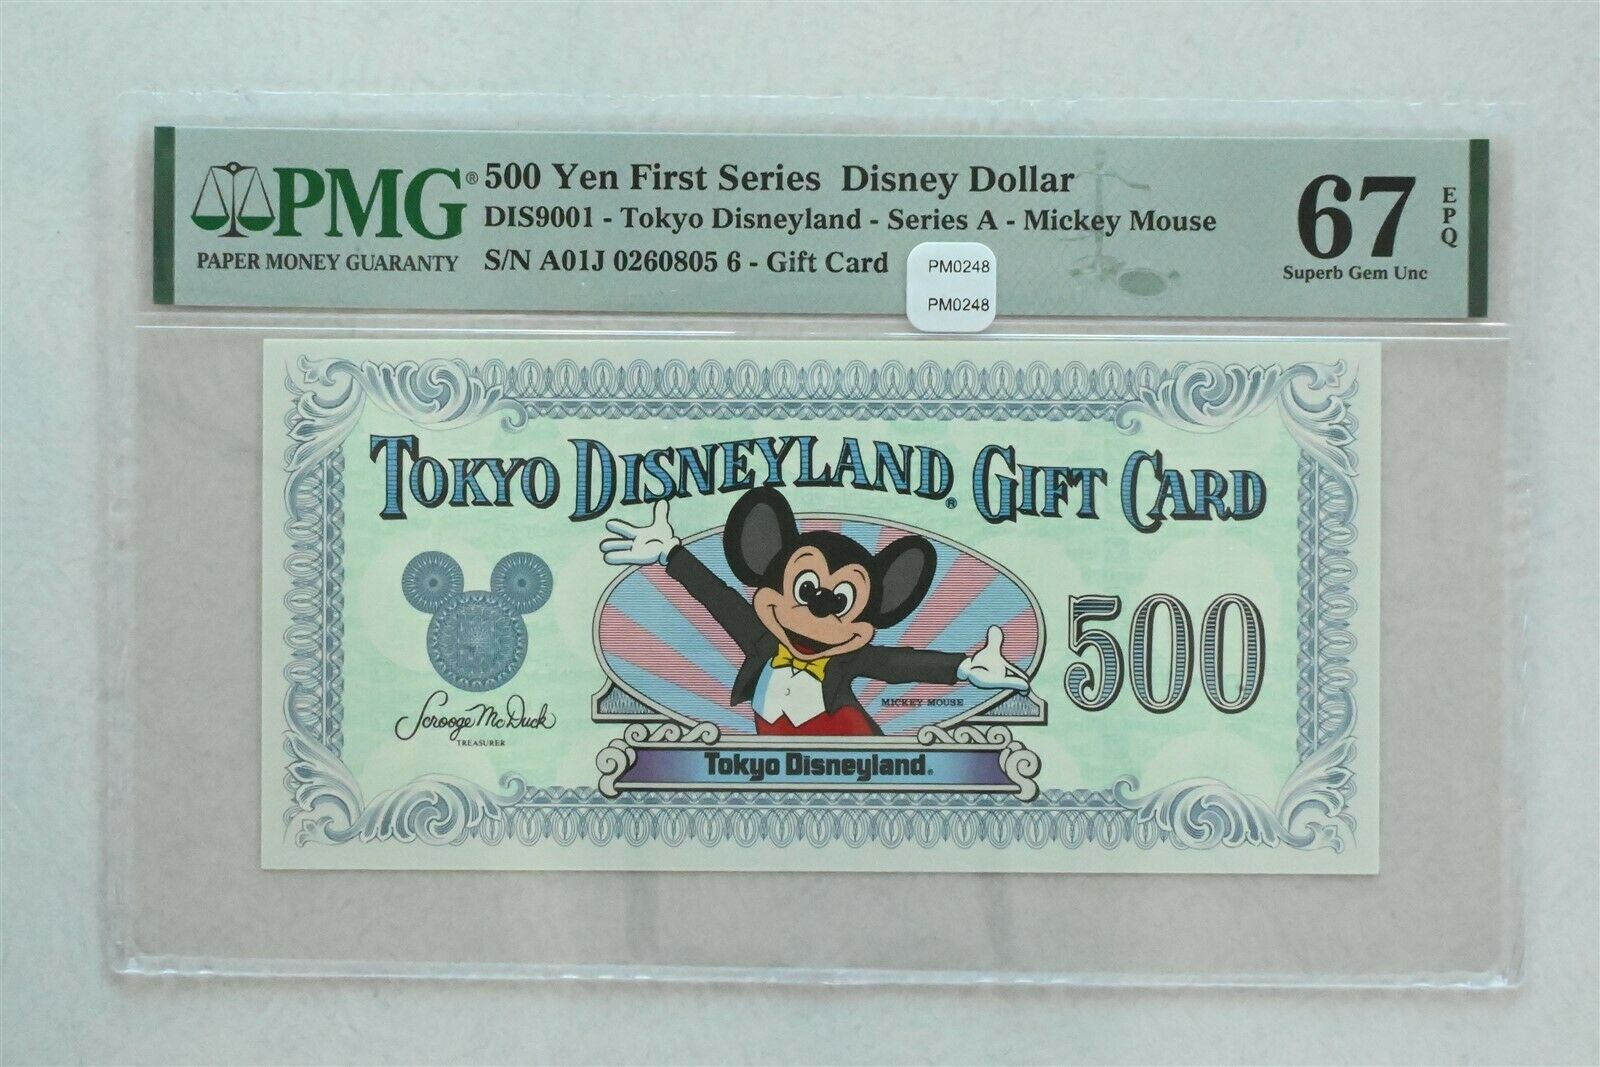 PMG®
PAPER MONEY GUARANTY
500 Yen First Series Disney Dollar
DIS9001 - Tokyo Disneyland - Series A - Mickey Mouse
S/N A01J 0260805 6 - Gift Card
PM0248
PM0248
67
EPQ
Superb Gem Unc
TOKYO DISNEYLAND® GIFT CARD
500
MICKEY MOUSE
Scrooge McDuck
TREASURER
Tokyo Disneyland®